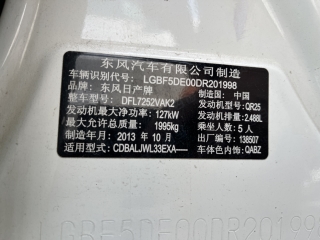 东风汽车有限公司制造
车辆识别代号: LGBF5DE00DR201998
品牌: 东风日产牌 制造国: 中国
整车型号: DFL7252VAK2 发动机型号: QR25
发动机最大净功率: 127kW 发动机排量: 2.488L
最大允许总质量: 1995kg 乘坐人数: 5 人
制造年月: 2013 年 10 月 出厂编号: 138507
适用型式: CDBALJWL33EXA—— 车体色内饰: QABZ
LGBF5DE00DR201998